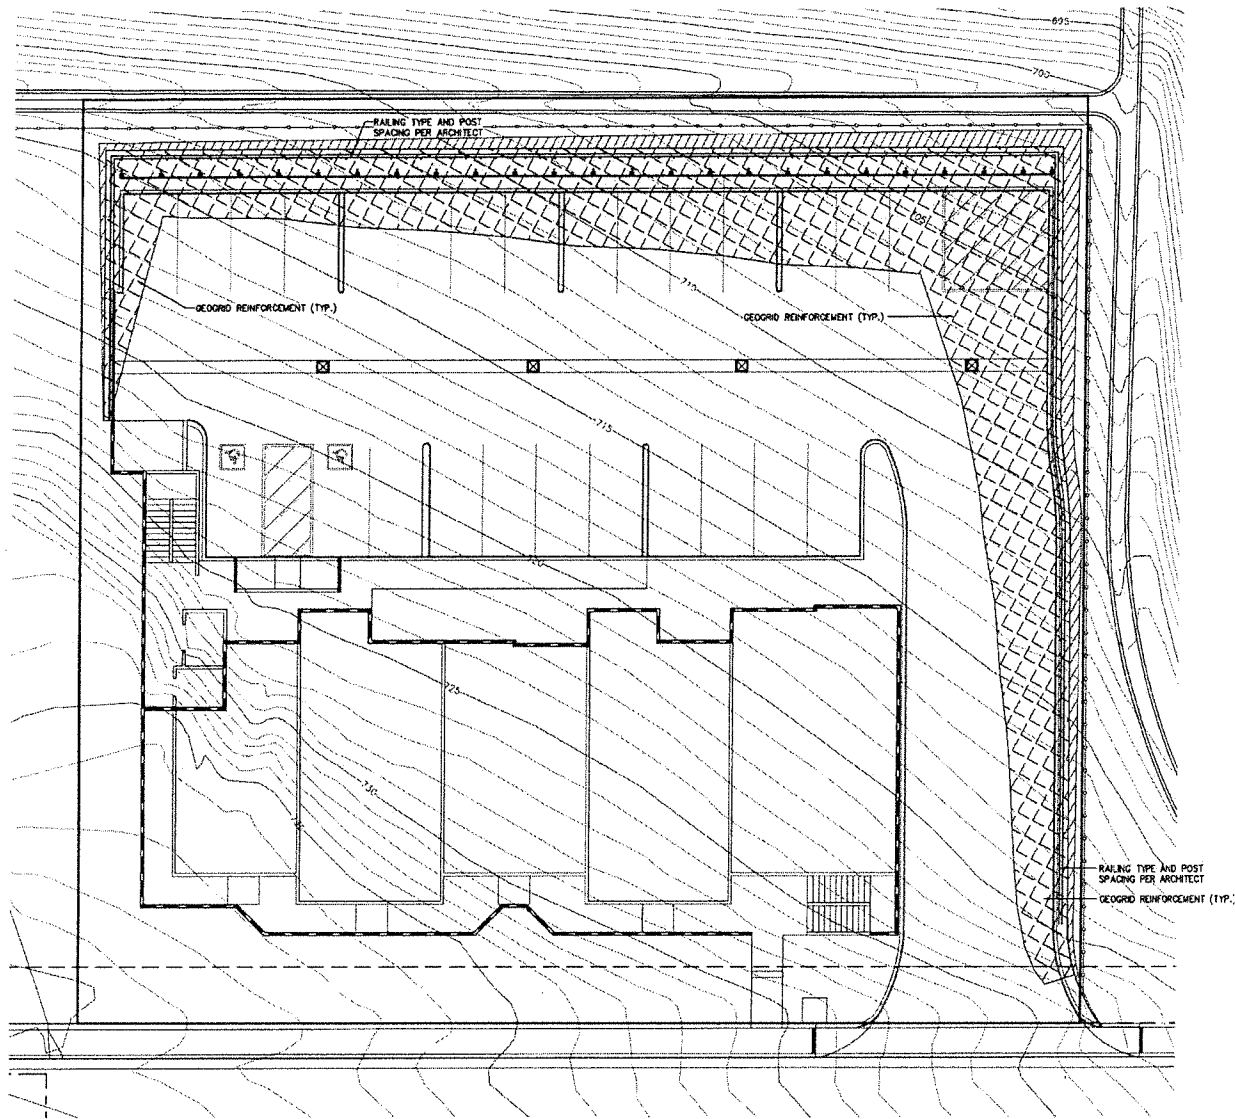 695
700
RAILING TYPE AND POST
SPACING PER ARCHITECT
705
710
GEOGRID REINFORCEMENT (TYP.)
GEOGRID REINFORCEMENT (TYP.)
715
720
725
730
RAILING TYPE AND POST
SPACING PER ARCHITECT
GEOGRID REINFORCEMENT (TYP.)